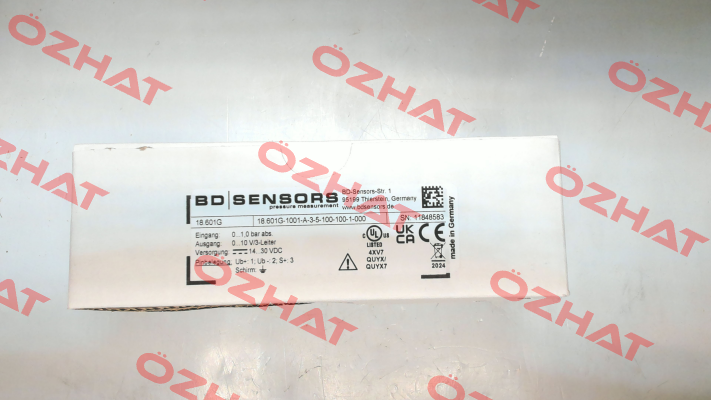 BD|SENSORS
pressure measurement
BD-Sensors-Str. 1
95199 Thierstein, Germany
www.bdsensors.de
18.601G
18.601G-1001-A-3-5-100-100-1-000
SN: 11848583
Eingang: 0...1,0 bar abs.
Ausgang: 0...10 V/3-Leiter
Versorgung: 14...30 VDC
Pinbelegung: Ub+: 1; Ub -: 2; S+: 3
Schirm:
UL
LISTED
4XV7
QUYX/
QUYX7
UK
CA
CE
2024
made in Germany
ÖZHAT
ÖZHAT
ÖZHAT
ÖZHAT
ÖZHAT
ÖZHAT
ÖZHAT
ÖZHAT
ÖZHAT